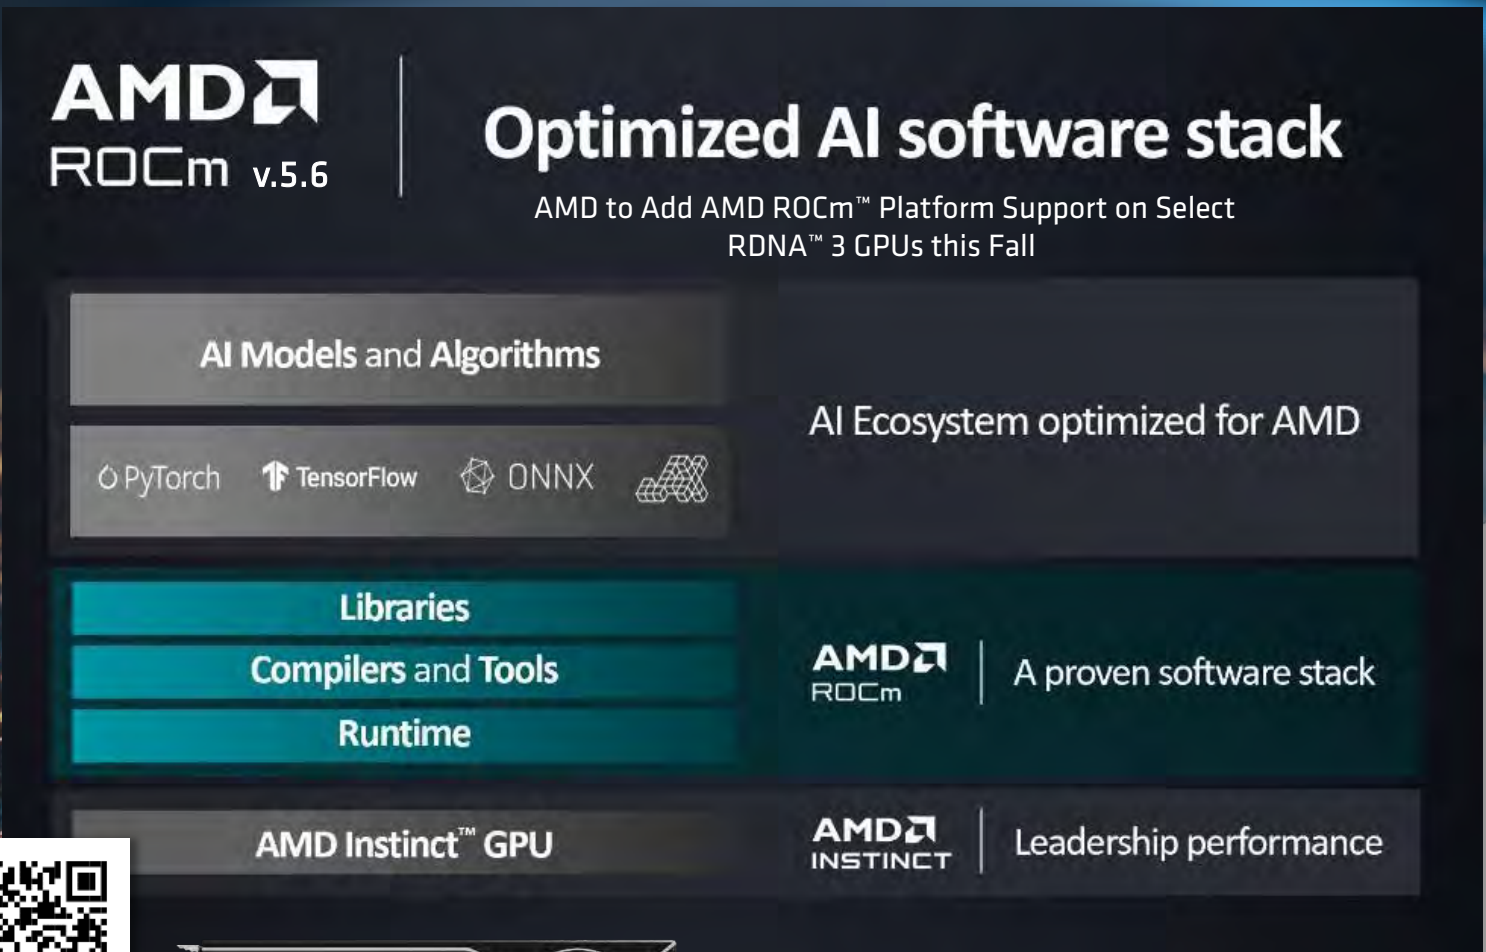 AMD
ROCm v.5.6
Optimized AI software stack
AMD to Add AMD ROCm™ Platform Support on Select
RDNA™ 3 GPUs this Fall
AI Models and Algorithms
PyTorch TensorFlow ONNX JAX
AI Ecosystem optimized for AMD
Libraries
Compilers and Tools
Runtime
AMD
ROCm
A proven software stack
AMD Instinct™ GPU
AMD
INSTINCT
Leadership performance